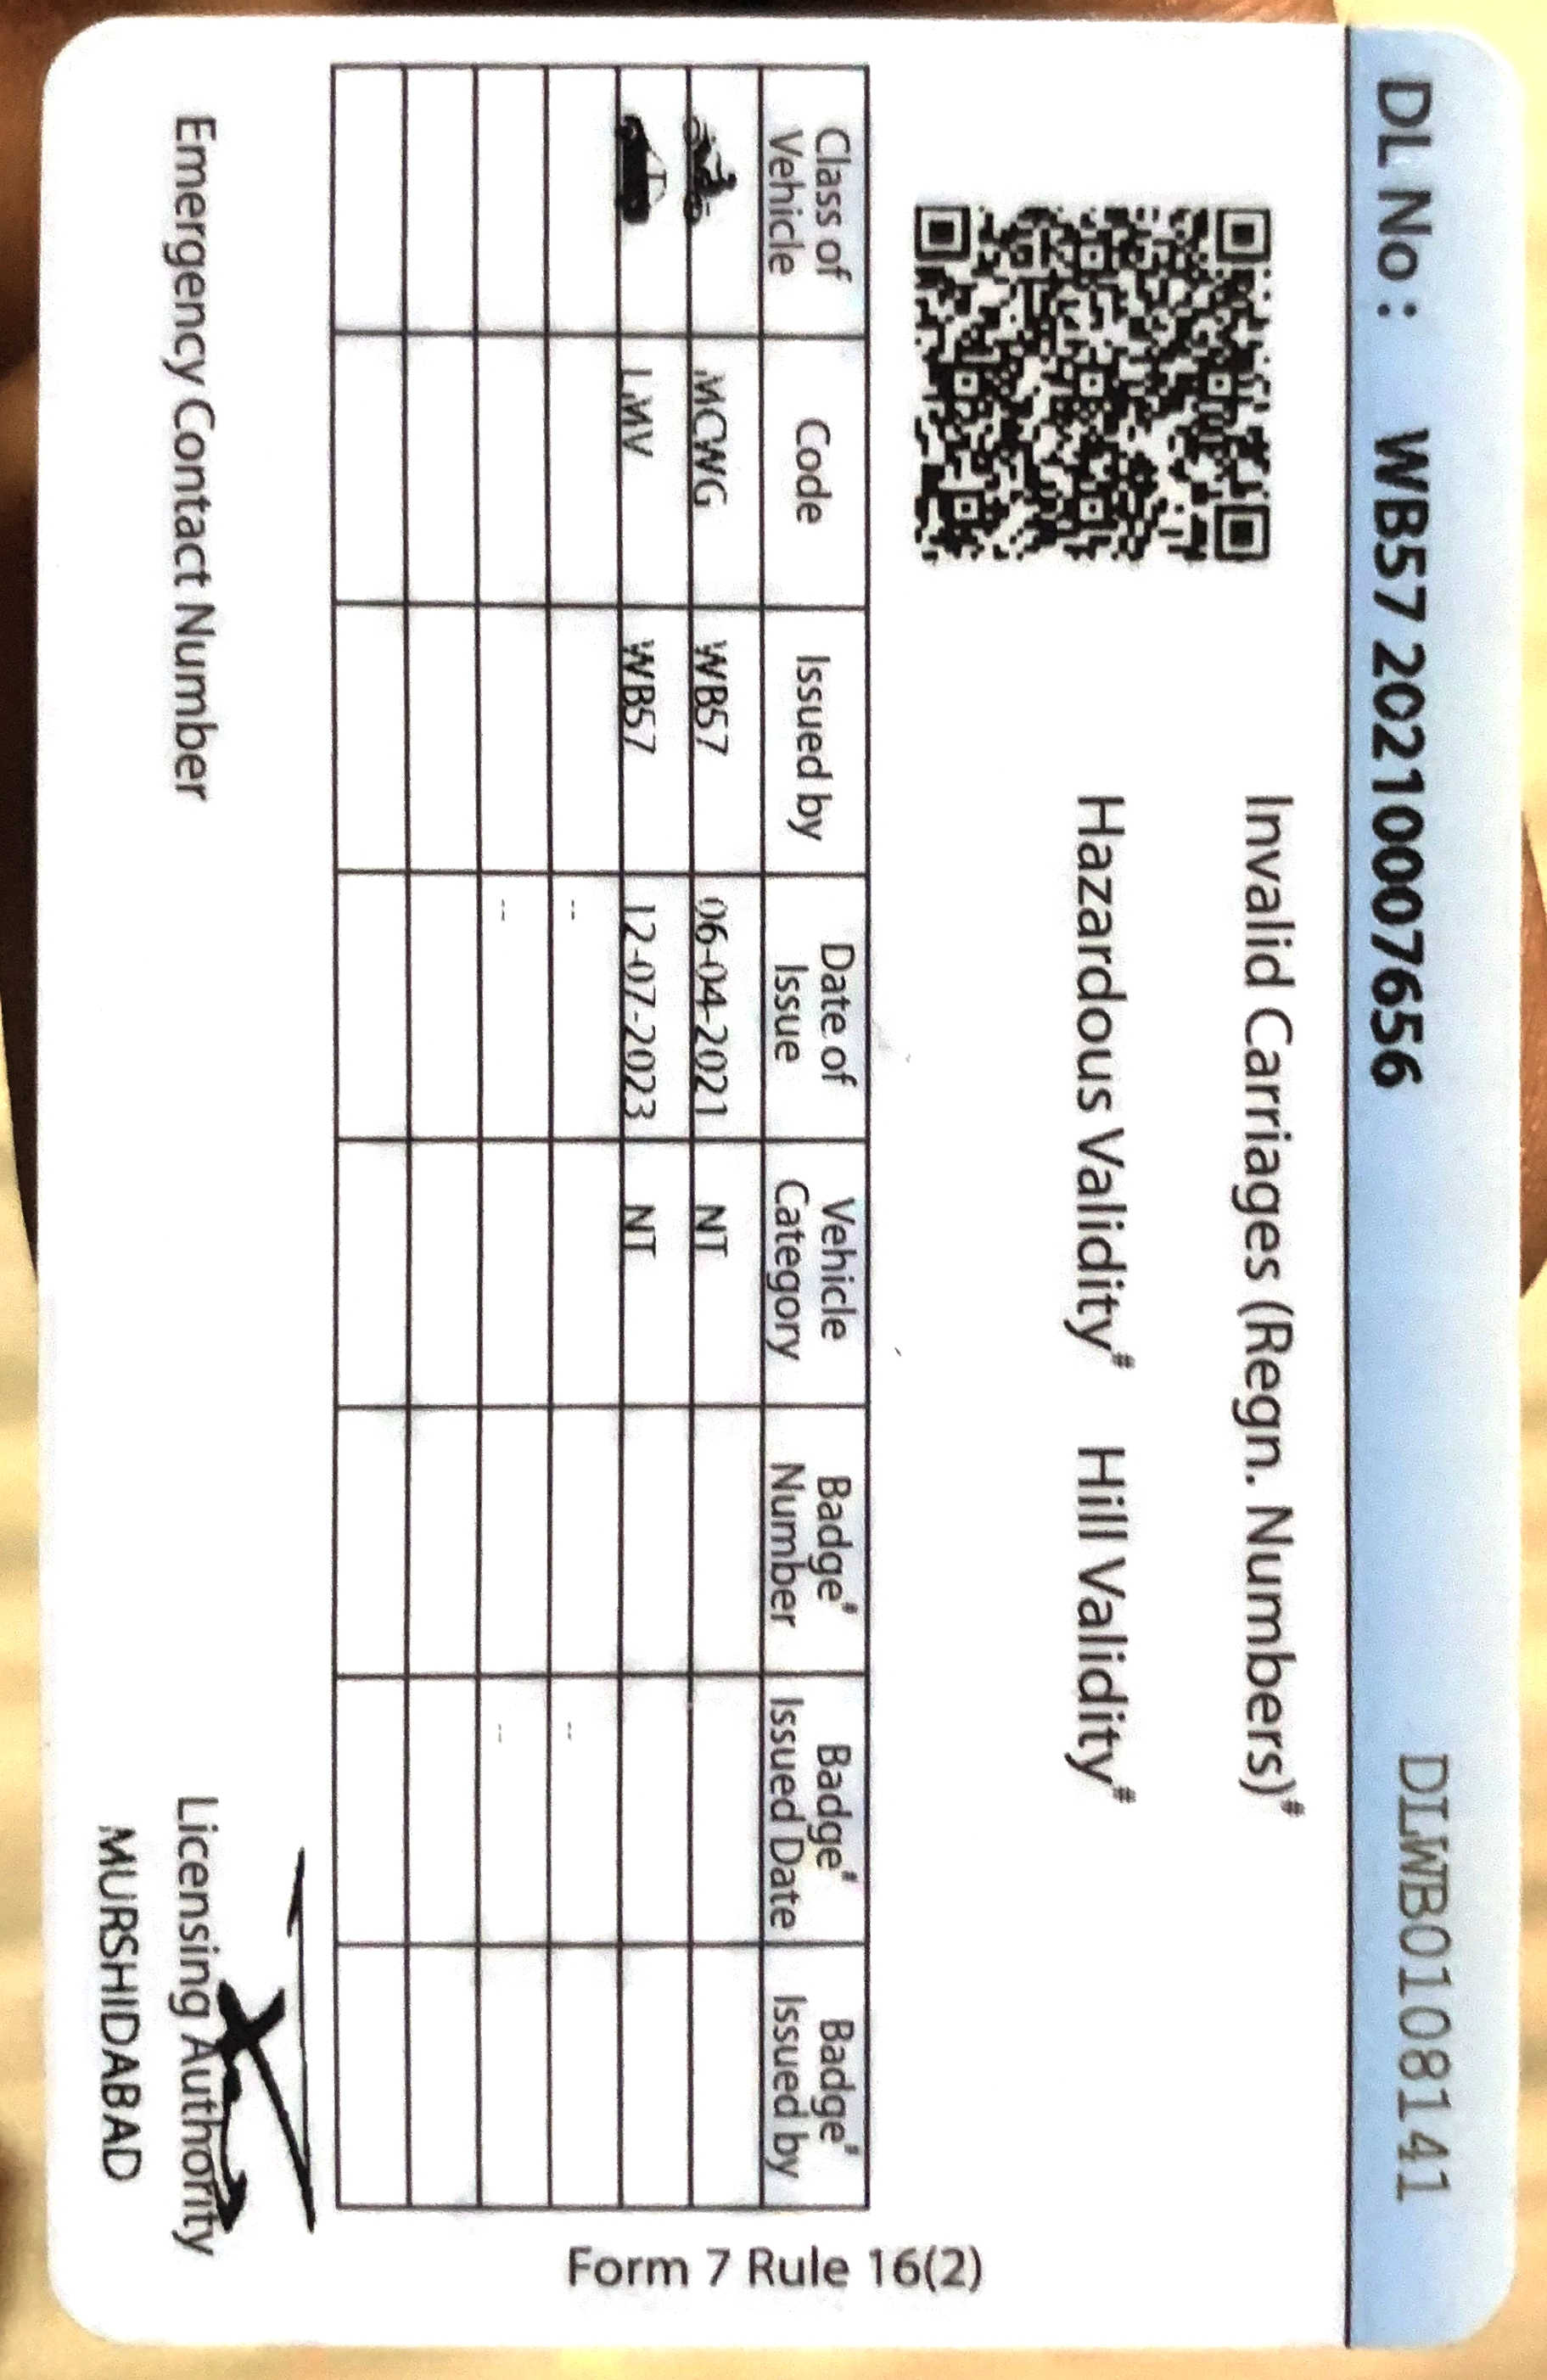 DL No : WB57 20210007656 DLWB0108141
Invalid Carriages (Regn. Numbers)#
Hazardous Validity# Hill Validity#
Class of Vehicle Code Issued by Date of Issue Vehicle Category Badge# Number Badge# Issued Date Badge# Issued by
MCWG WB57 06-04-2021 NT
LMV WB57 12-07-2023 NT
-- --
-- --
Form 7 Rule 16(2)
Emergency Contact Number
Licensing Authority
MURSHIDABAD